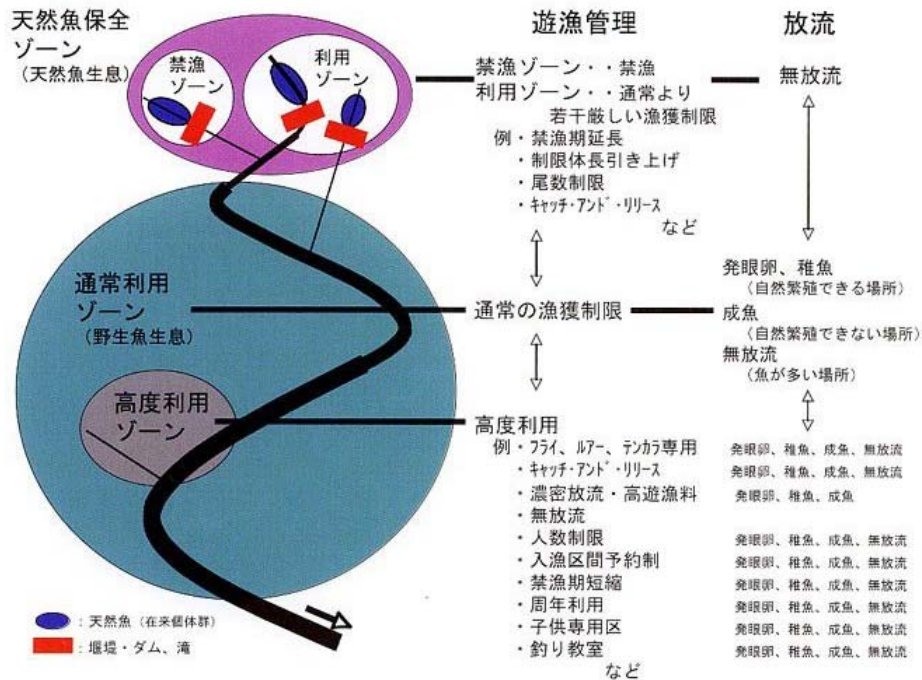 天然魚保全
ゾーン
(天然魚生息)
禁漁
ゾーン
利用
ゾーン
通常利用
ゾーン
(野生魚生息)
高度利用
ゾーン
:天然魚(在来個体群)
:堰堤・ダム、滝
遊漁管理
禁漁ゾーン・・禁漁
利用ゾーン・・通常より
若干厳しい漁獲制限
例・禁漁期延長
・制限体長引き上げ
・尾数制限
・ｷｬｯﾁ･ｱﾝﾄﾞ･ﾘﾘｰｽ
など
通常の漁獲制限
高度利用
例・ﾌﾗｲ、ﾙｱｰ、ﾃﾝｶﾗ専用
・ｷｬｯﾁ･ｱﾝﾄﾞ･ﾘﾘｰｽ
・濃密放流・高遊漁料
・無放流
・人数制限
・入漁区間予約制
・禁漁期短縮
・周年利用
・子供専用区
・釣り教室
など
放流
無放流
発眼卵、稚魚
(自然繁殖できる場所)
成魚
(自然繁殖できない場所)
無放流
(魚が多い場所)
発眼卵、稚魚、成魚、無放流
発眼卵、稚魚、成魚、無放流
発眼卵、稚魚、成魚
発眼卵、稚魚、成魚、無放流
発眼卵、稚魚、成魚、無放流
発眼卵、稚魚、成魚、無放流
発眼卵、稚魚、成魚、無放流
発眼卵、稚魚、成魚、無放流
発眼卵、稚魚、成魚、無放流